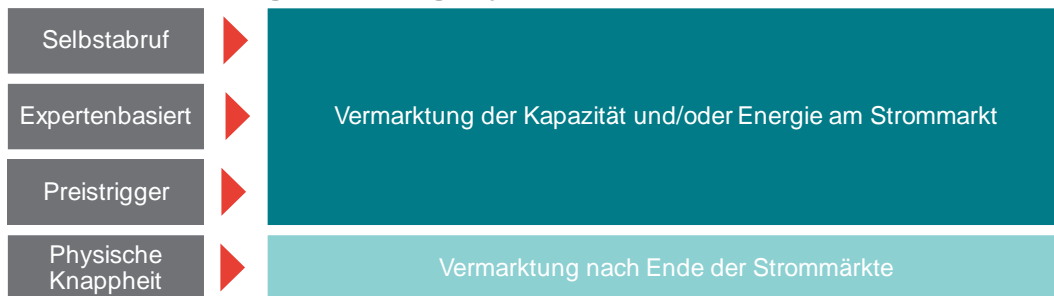 Selbstabruf
Expertenbasiert
Vermarktung der Kapazität und/oder Energie am Strommarkt
Preistrigger
Physische
Knappheit
Vermarktung nach Ende der Strommärkte